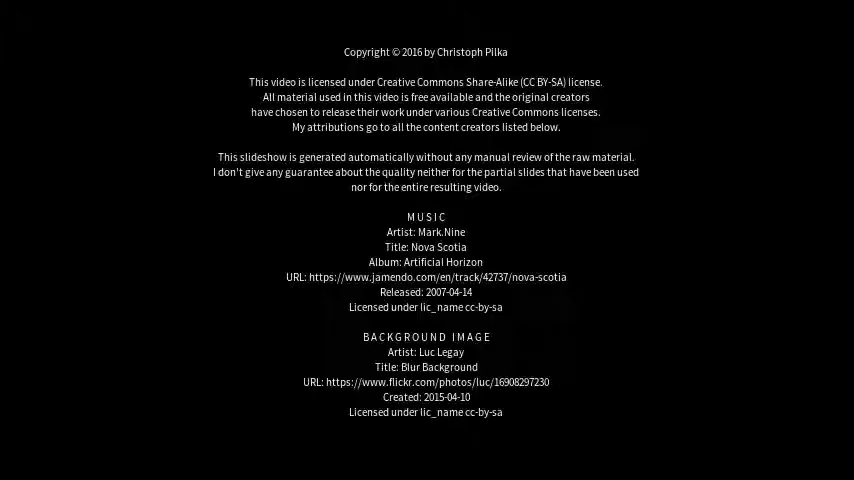 Copyright © 2016 by Christoph Pilka
This video is licensed under Creative Commons Share-Alike (CC BY-SA) license.
All material used in this video is free available and the original creators
have chosen to release their work under various Creative Commons licenses.
My attributions go to all the content creators listed below.
This slideshow is generated automatically without any manual review of the raw material.
I don't give any guarantee about the quality neither for the partial slides that have been used
nor for the entire resulting video.
M U S I C
Artist: Mark.Nine
Title: Nova Scotia
Album: Artificial Horizon
URL: https://www.jamendo.com/en/track/42737/nova-scotia
Released: 2007-04-14
Licensed under lic_name cc-by-sa
B A C K G R O U N D   I M A G E
Artist: Luc Legay
Title: Blur Background
URL: https://www.flickr.com/photos/luc/16908297230
Created: 2015-04-10
Licensed under lic_name cc-by-sa